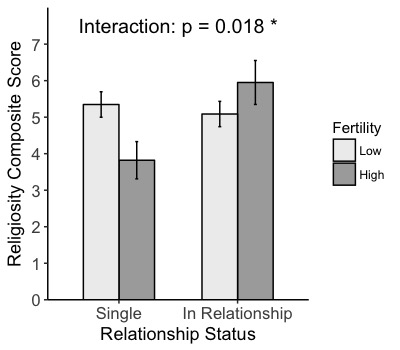 Interaction: p = 0.018 *
Religiosity Composite Score
7
6
5
4
3
2
1
0
Single
In Relationship
Relationship Status
Fertility
Low
High